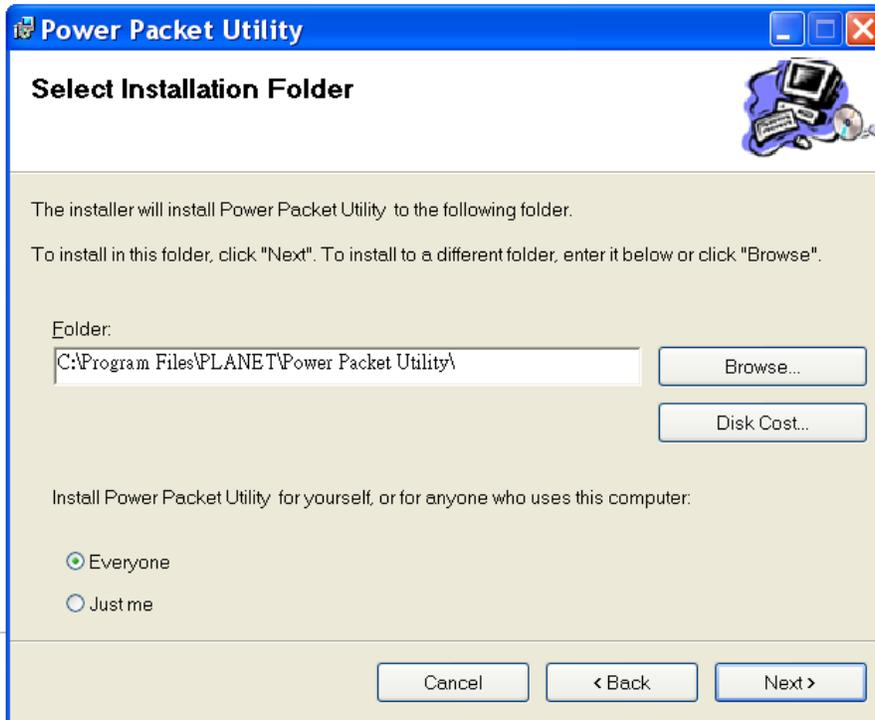 Power Packet Utility
Select Installation Folder
The installer will install Power Packet Utility to the following folder.
To install in this folder, click "Next". To install to a different folder, enter it below or click "Browse".
Folder:
C:\Program Files\PLANET\Power Packet Utility\
Browse...
Disk Cost...
Install Power Packet Utility for yourself, or for anyone who uses this computer:
Everyone
Just me
Cancel
< Back
Next >